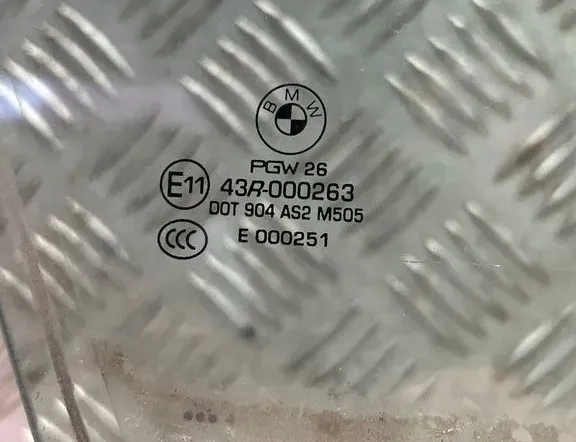 BMW
PGW 26
E11 43R-000263
DOT 904 AS2 M505
CCC E 000251